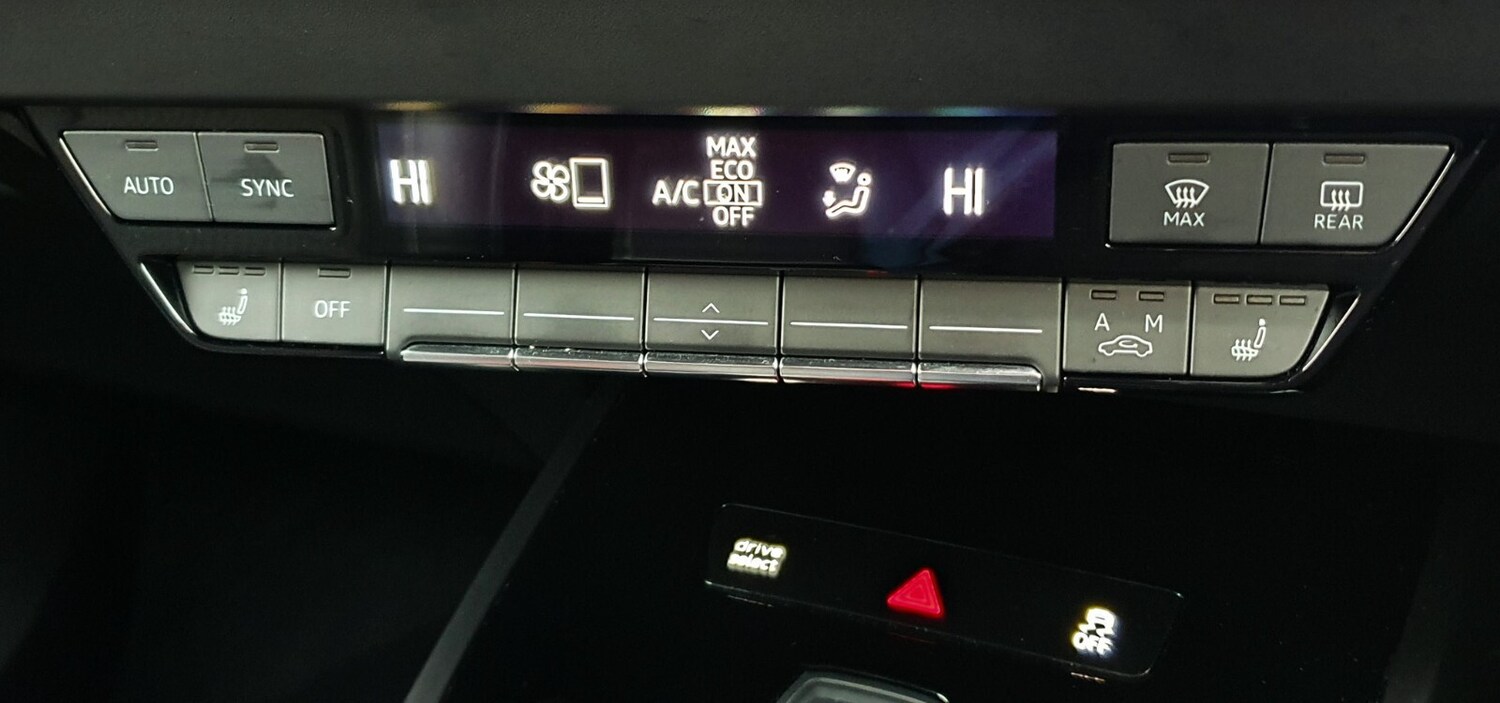 AUTO
SYNC
HI
A/C
MAX
ECO
ON
OFF
HI
MAX
REAR
OFF
A M
drive
select
OFF